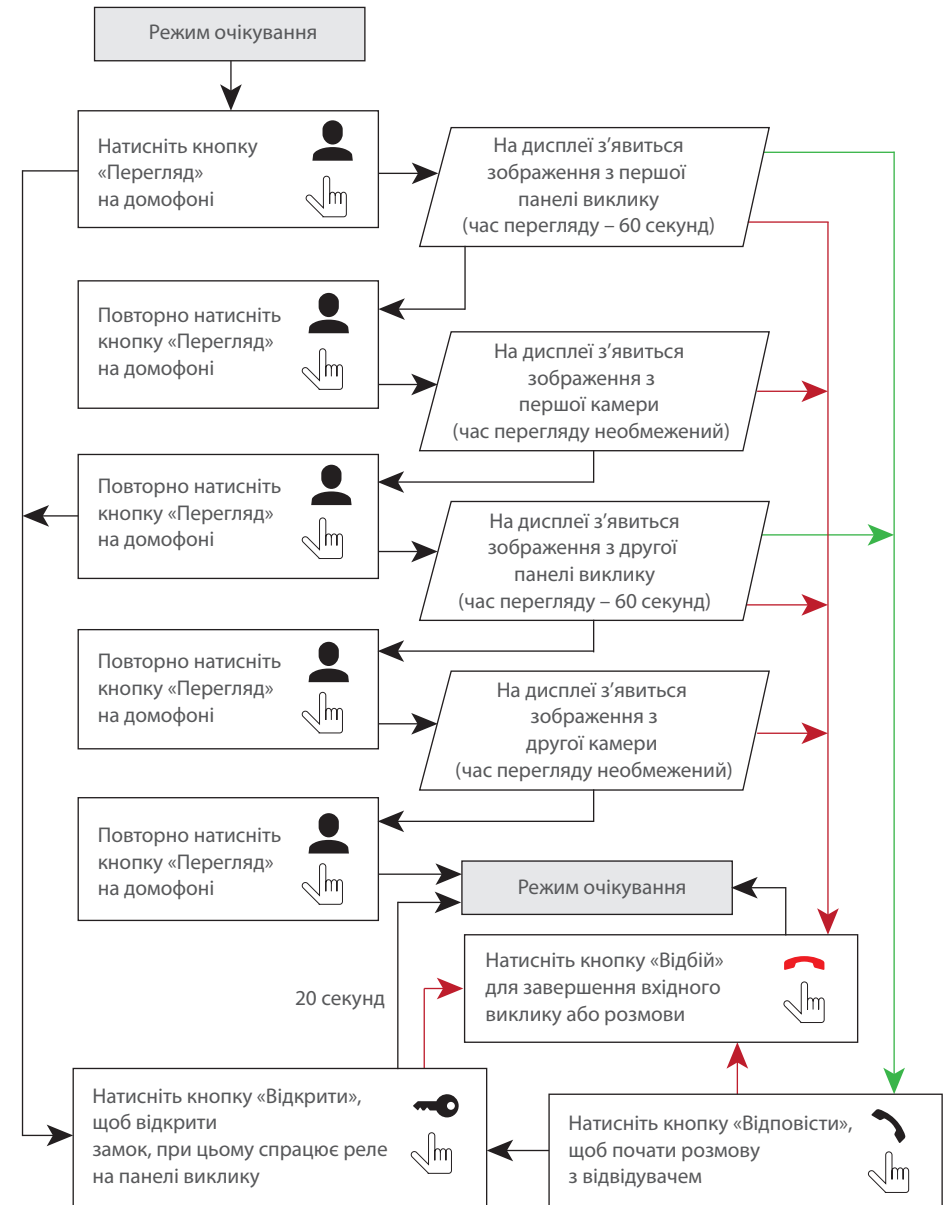 Режим очікування
Натисніть кнопку
«Перегляд»
на домофоні
На дисплеї з’явиться
зображення з першої
панелі виклику
(час перегляду – 60 секунд)
Повторно натисніть
кнопку «Перегляд»
на домофоні
На дисплеї з’явиться
зображення з
першої камери
(час перегляду необмежений)
Повторно натисніть
кнопку «Перегляд»
на домофоні
На дисплеї з’явиться
зображення з другої
панелі виклику
(час перегляду – 60 секунд)
Повторно натисніть
кнопку «Перегляд»
на домофоні
На дисплеї з’явиться
зображення з
другої камери
(час перегляду необмежений)
Повторно натисніть
кнопку «Перегляд»
на домофоні
Режим очікування
Натисніть кнопку «Відбій»
для завершення вхідного
виклику або розмови
20 секунд
Натисніть кнопку «Відкрити»,
щоб відкрити
замок, при цьому спрацює реле
на панелі виклику
Натисніть кнопку «Відповісти»,
щоб почати розмову
з відвідувачем